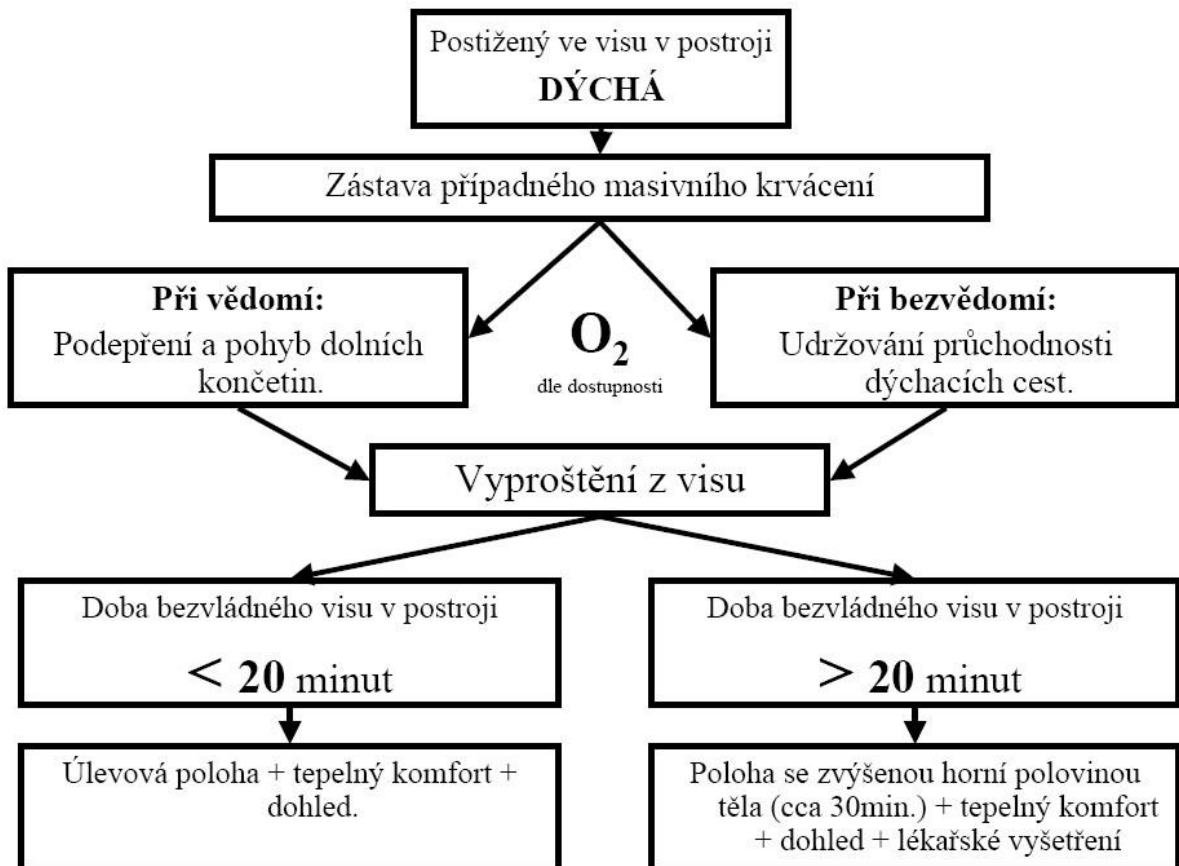 Postižený ve visu v postroji
DÝCHÁ
Zástava případného masivního krvácení
Při vědomí:
Podepření a pohyb dolních
končetin.
O2
dle dostupnosti
Při bezvědomí:
Udržování průchodnosti
dýchacích cest.
Vyproštění z visu
Doba bezvládného visu v postroji
< 20 minut
Doba bezvládného visu v postroji
> 20 minut
Úlevová poloha + tepelný komfort +
dohled.
Poloha se zvýšenou horní polovinou
těla (cca 30min.) + tepelný komfort
+ dohled + lékařské vyšetření